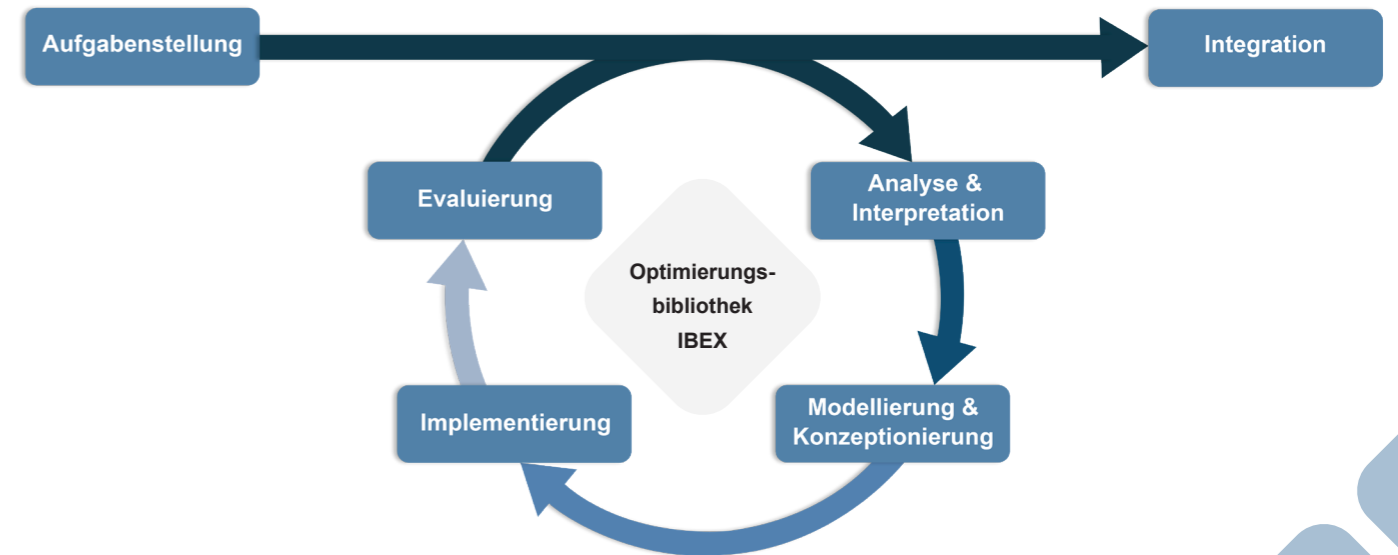 Aufgabenstellung
Integration
Evaluierung
Analyse &
Interpretation
Optimierungs-
bibliothek
IBEX
Implementierung
Modellierung &
Konzeptionierung